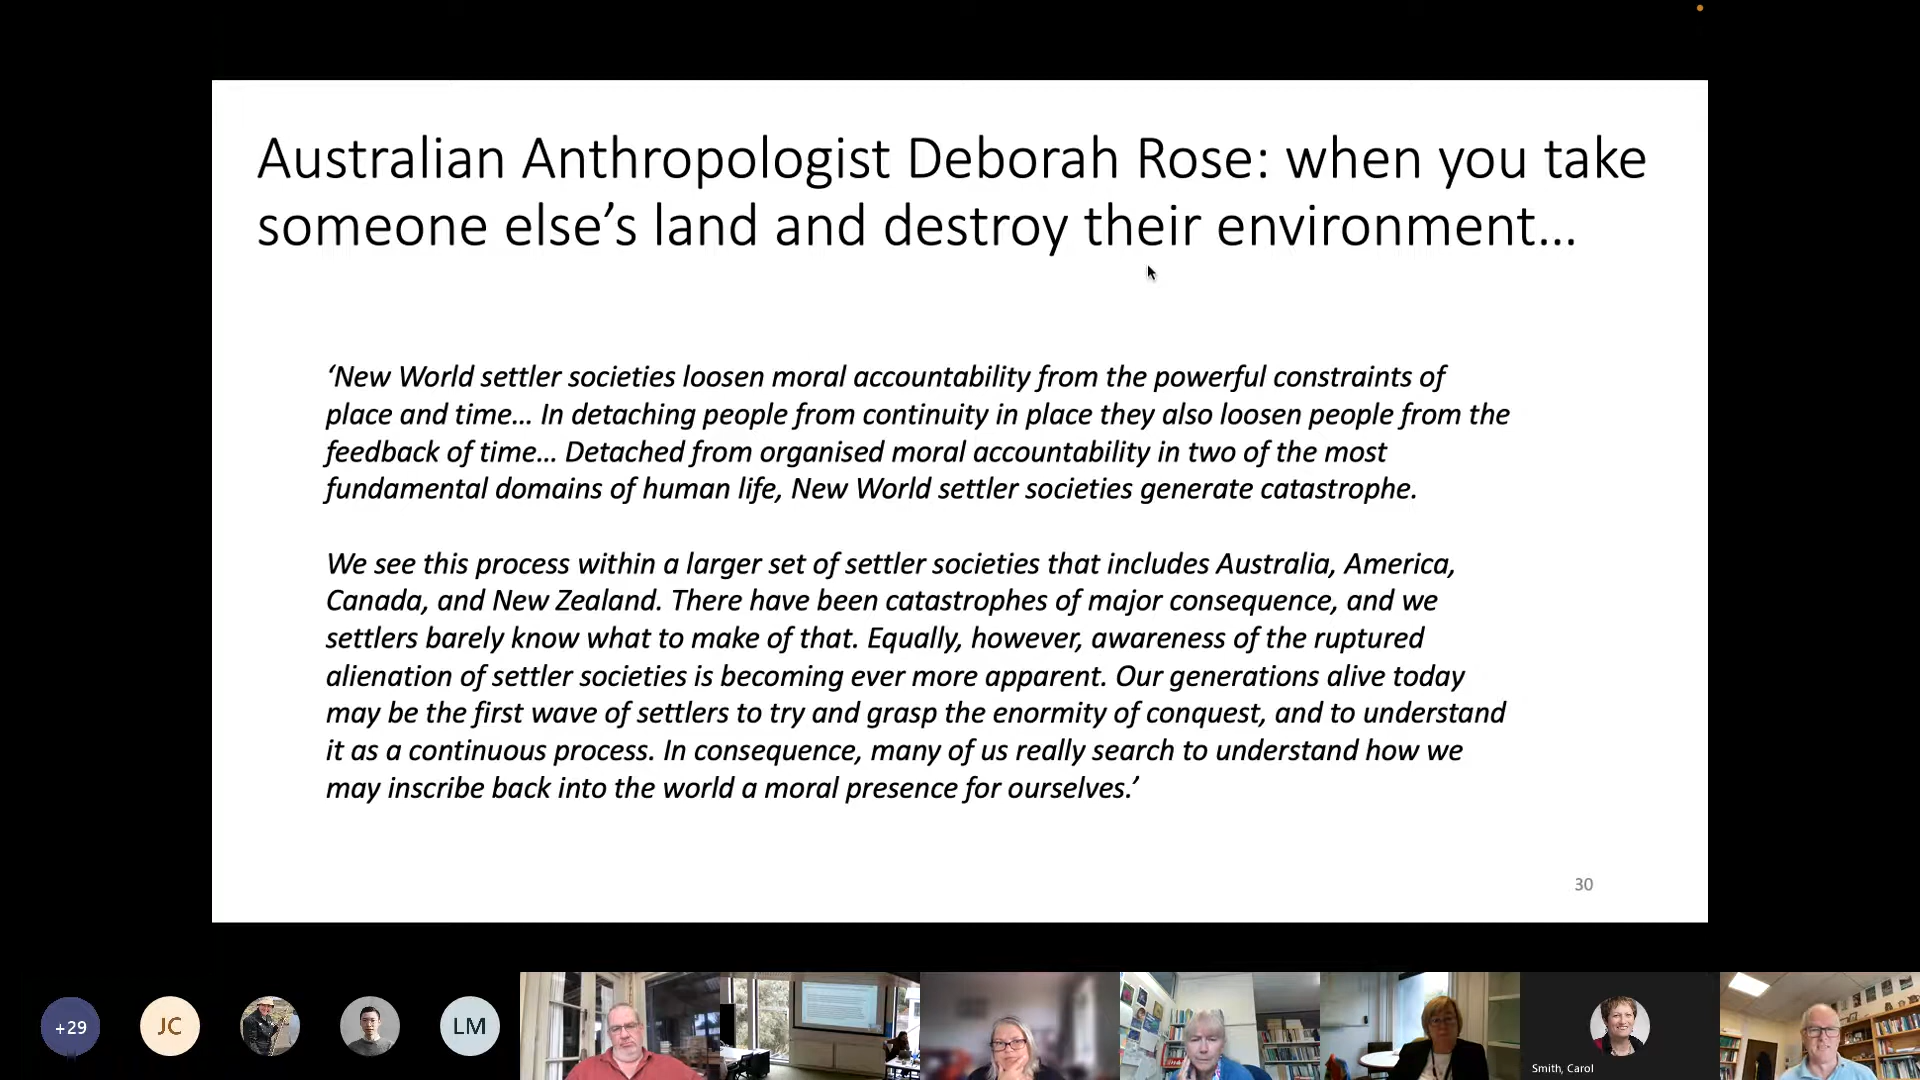 Australian Anthropologist Deborah Rose: when you take
someone else’s land and destroy their environment…
‘New World settler societies loosen moral accountability from the powerful constraints of
place and time… In detaching people from continuity in place they also loosen people from the
feedback of time… Detached from organised moral accountability in two of the most
fundamental domains of human life, New World settler societies generate catastrophe.
We see this process within a larger set of settler societies that includes Australia, America,
Canada, and New Zealand. There have been catastrophes of major consequence, and we
settlers barely know what to make of that. Equally, however, awareness of the ruptured
alienation of settler societies is becoming ever more apparent. Our generations alive today
may be the first wave of settlers to try and grasp the enormity of conquest, and to understand
it as a continuous process. In consequence, many of us really search to understand how we
may inscribe back into the world a moral presence for ourselves.’
30
+29
JC
LM
Smith, Carol